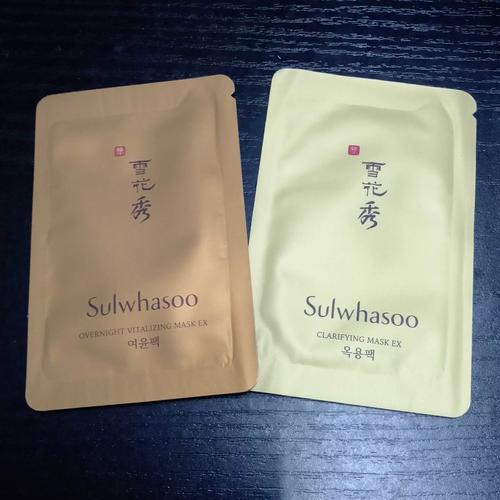 雪花秀
Sulwhasoo
OVERNIGHT VITALIZING MASK EX
여윤팩
雪花秀
Sulwhasoo
CLARIFYING MASK EX
옥용팩